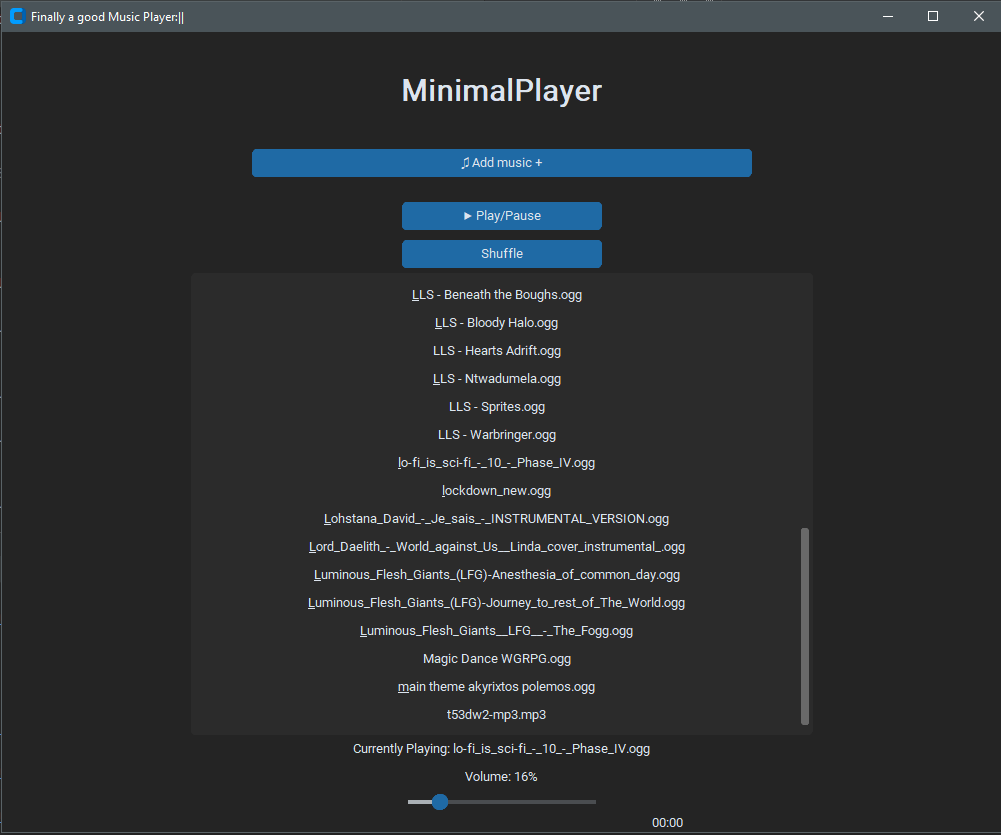 Finally a good Music Player:||
MinimalPlayer
♫ Add music +
► Play/Pause
Shuffle
LLS - Beneath the Boughs.ogg
LLS - Bloody Halo.ogg
LLS - Hearts Adrift.ogg
LLS - Ntwadumela.ogg
LLS - Sprites.ogg
LLS - Warbringer.ogg
lo-fi_is_sci-fi_-_10_-_Phase_IV.ogg
lockdown_new.ogg
Lohstana_David_-_Je_sais_-_INSTRUMENTAL_VERSION.ogg
Lord_Daelith_-_World_against_Us__Linda_cover_instrumental_.ogg
Luminous_Flesh_Giants_(LFG)-Anesthesia_of_common_day.ogg
Luminous_Flesh_Giants_(LFG)-Journey_to_rest_of_The_World.ogg
Luminous_Flesh_Giants__LFG__-_The_Fogg.ogg
Magic Dance WGRPG.ogg
main theme akyrixtos polemos.ogg
t53dw2-mp3.mp3
Currently Playing: lo-fi_is_sci-fi_-_10_-_Phase_IV.ogg
Volume: 16%
00:00